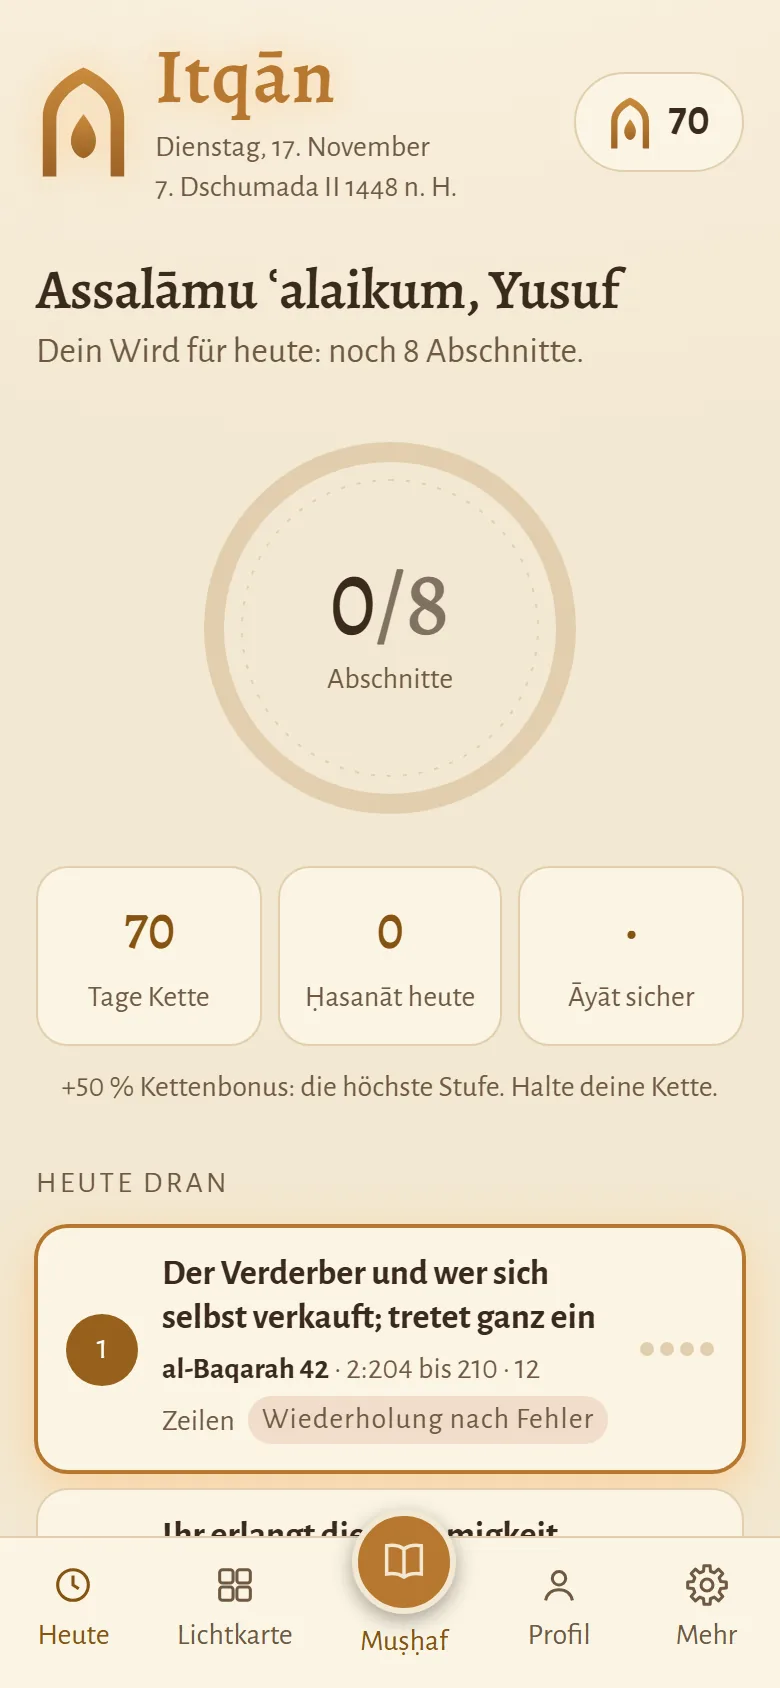 Itqān
Dienstag, 17. November
7. Dschumada II 1448 n. H.
70
Assalāmu ʿalaikum, Yusuf
Dein Wird für heute: noch 8 Abschnitte.
0/8
Abschnitte
70
Tage Kette
0
Ḥasanāt heute
·
Āyāt sicher
+50 % Kettenbonus: die höchste Stufe. Halte deine Kette.
HEUTE DRAN
1
Der Verderber und wer sich
selbst verkauft; tretet ganz ein
al-Baqarah 42 · 2:204 bis 210 · 12
Zeilen Wiederholung nach Fehler
Ihr erlangt die
Heute
Lichtkarte
Muṣḥaf
Profil
Mehr